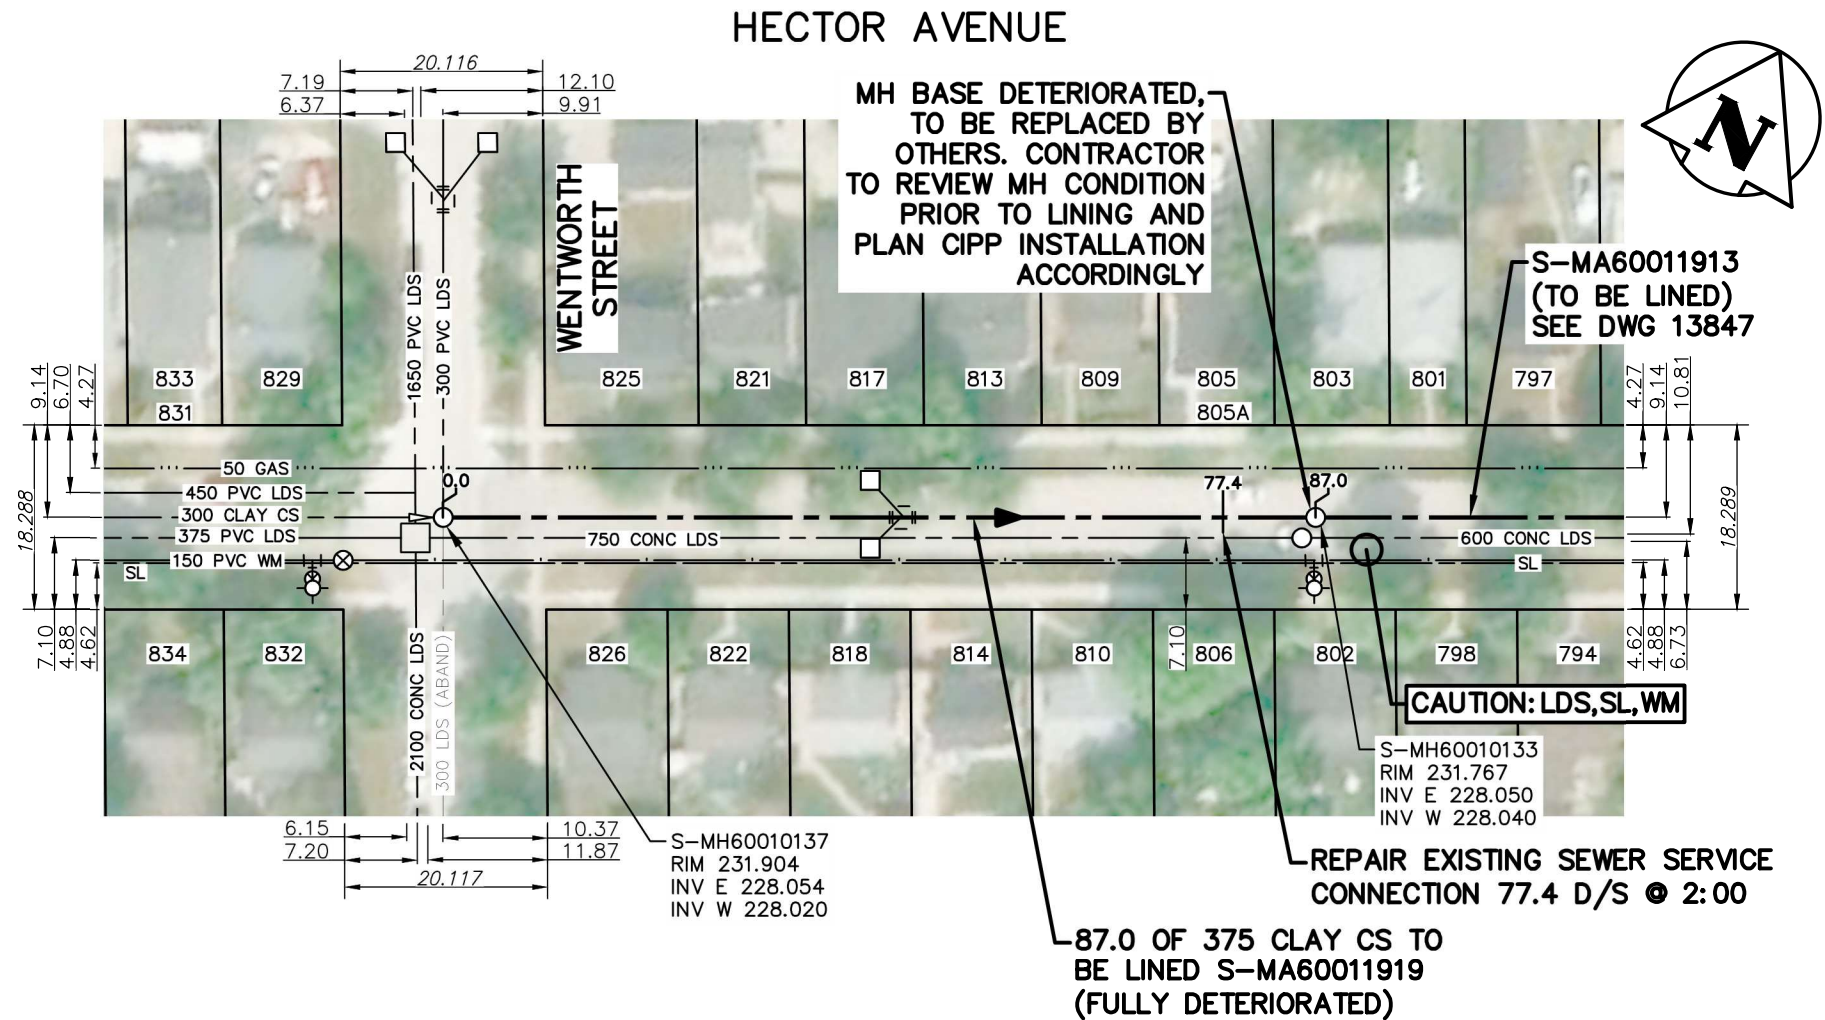 HECTOR AVENUE
20.116
7.19
12.10
6.37
9.91
MH BASE DETERIORATED,
TO BE REPLACED BY
OTHERS. CONTRACTOR
TO REVIEW MH CONDITION
PRIOR TO LINING AND
PLAN CIPP INSTALLATION
ACCORDINGLY
N
WENTWORTH
STREET
1650 PVC LDS
300 PVC LDS
S-MA60011913
(TO BE LINED)
SEE DWG 13847
833
831
829
825
821
817
813
809
805
805A
803
801
797
9.14
6.70
4.27
4.27
9.14
10.81
18.288
18.289
50 GAS
450 PVC LDS
300 CLAY CS
375 PVC LDS
150 PVC WM
SL
0.0
77.4
87.0
750 CONC LDS
600 CONC LDS
SL
7.10
4.88
4.62
7.10
4.62
4.88
6.73
834
832
826
822
818
814
810
806
802
798
794
2100 CONC LDS
300 LDS (ABAND)
CAUTION: LDS,SL,WM
S-MH60010133
RIM 231.767
INV E 228.050
INV W 228.040
6.15
10.37
7.20
11.87
20.117
S-MH60010137
RIM 231.904
INV E 228.054
INV W 228.020
REPAIR EXISTING SEWER SERVICE
CONNECTION 77.4 D/S @ 2:00
87.0 OF 375 CLAY CS TO
BE LINED S-MA60011919
(FULLY DETERIORATED)